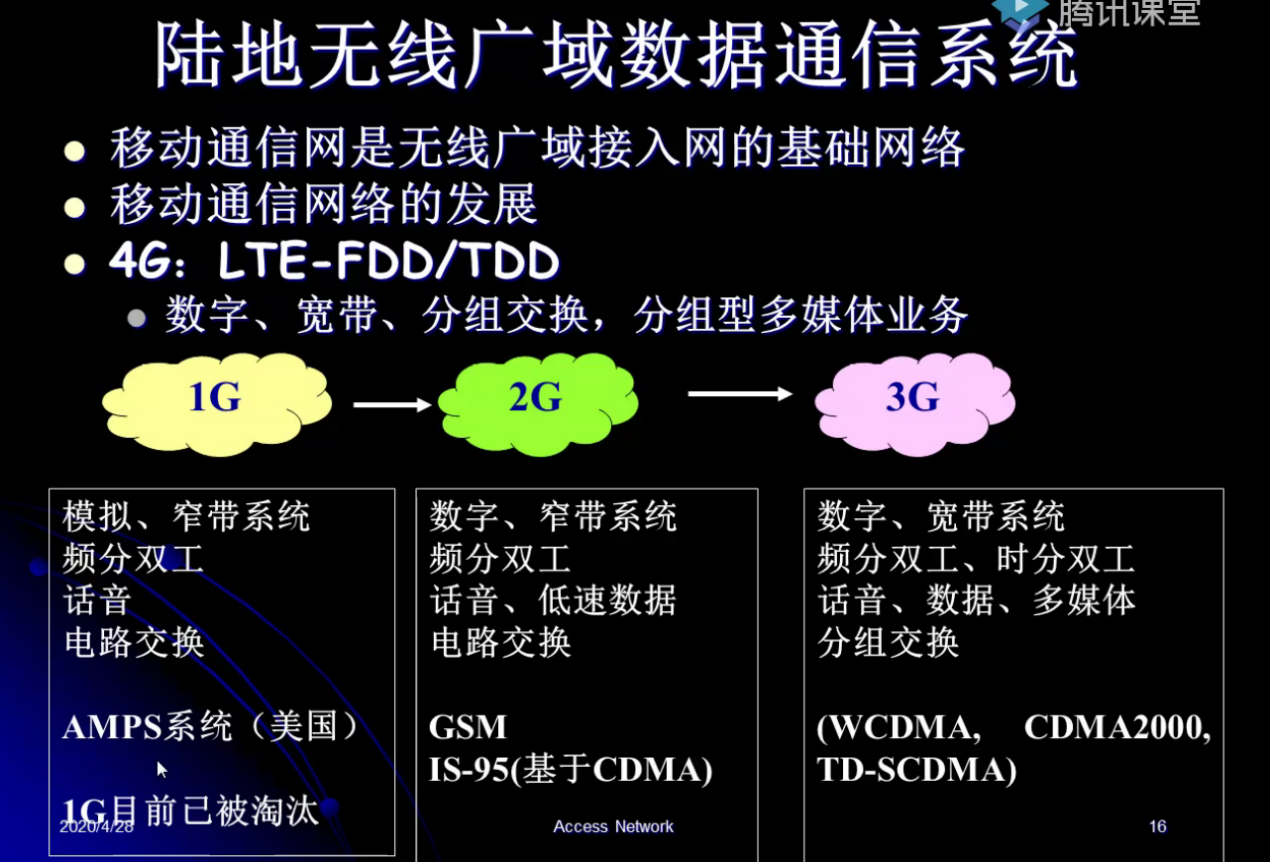 腾讯课堂
陆地无线广域数据通信系统
移动通信网是无线广域接入网的基础网络
移动通信网络的发展
4G：LTE-FDD/TDD
数字、宽带、分组交换，分组型多媒体业务
1G
2G
3G
模拟、窄带系统
频分双工
话音
电路交换
AMPS系统（美国）
1G目前已被淘汰
数字、窄带系统
频分双工
话音、低速数据
电路交换
GSM
IS-95(基于CDMA)
数字、宽带系统
频分双工、时分双工
话音、数据、多媒体
分组交换
(WCDMA, CDMA2000,
TD-SCDMA)
2020/4/28
Access Network
16